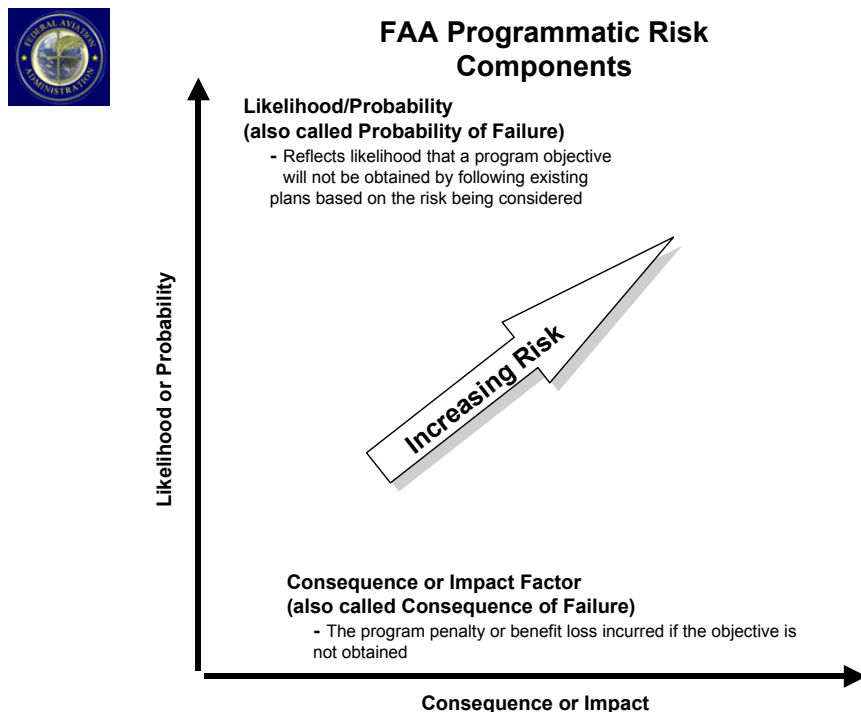 FEDERAL AVIATION
ADMINISTRATION
FAA Programmatic Risk
Components
Likelihood/Probability
(also called Probability of Failure)
- Reflects likelihood that a program objective
will not be obtained by following existing
plans based on the risk being considered
Likelihood or Probability
Increasing Risk
Consequence or Impact Factor
(also called Consequence of Failure)
- The program penalty or benefit loss incurred if the objective is
not obtained
Consequence or Impact